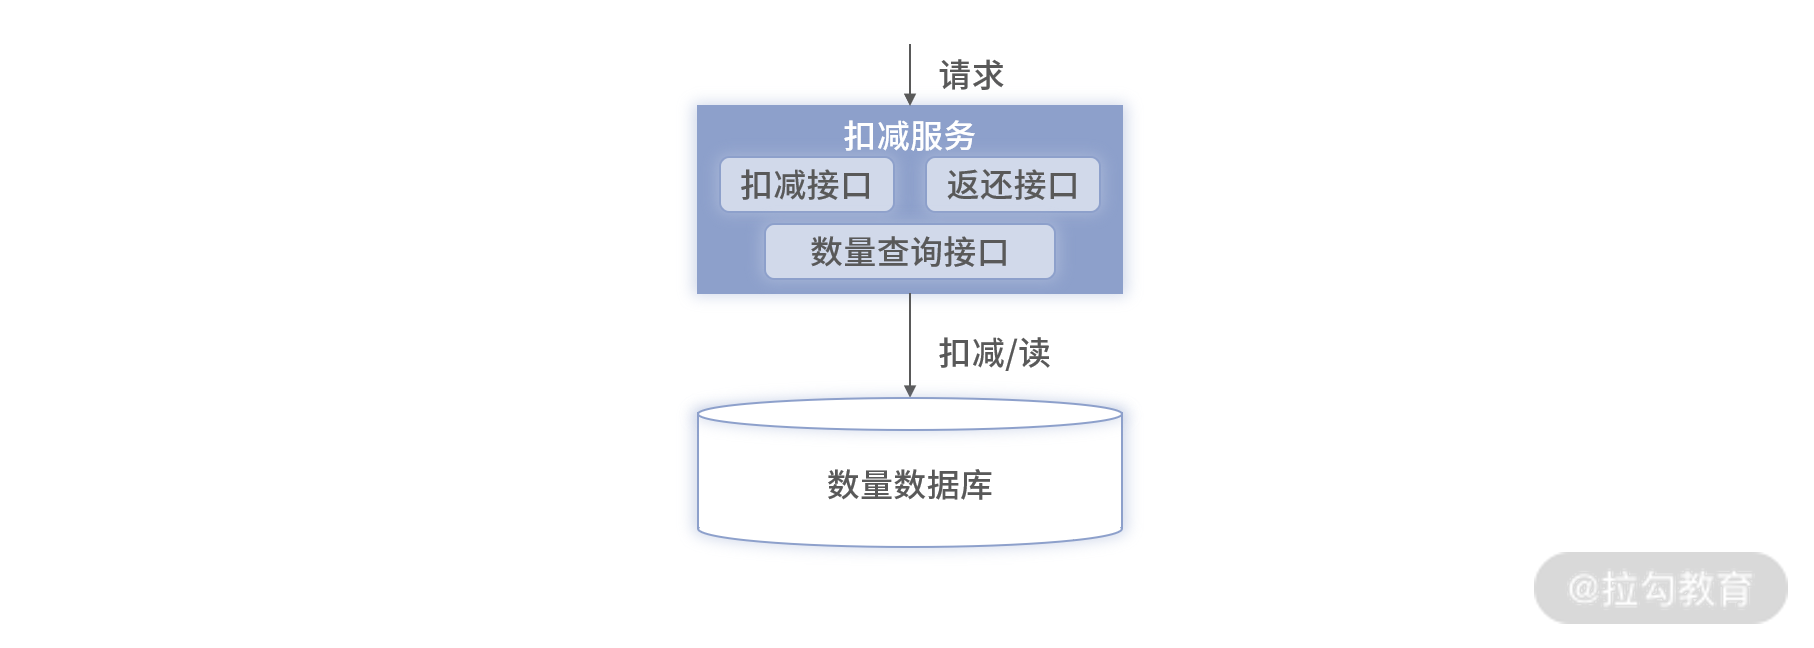 请求
扣减服务
扣减接口
返还接口
数量查询接口
扣减/读
数量数据库
@拉勾教育